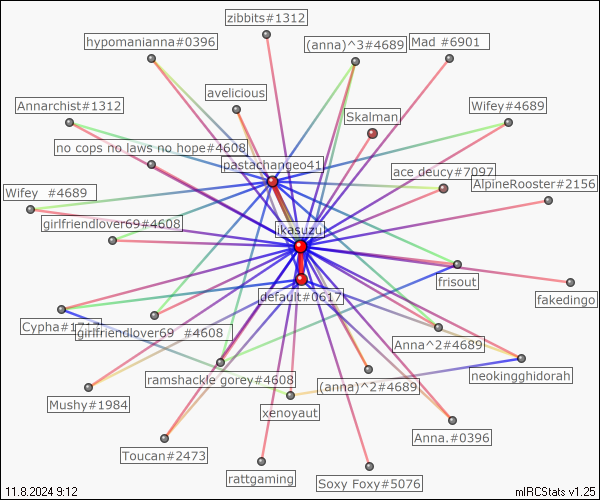 zibbits#1312
hypomanianna#0396
(anna)^3#4689
Mad #6901
avelicious
Annarchist#1312
Skalman
Wifey#4689
no cops no laws no hope#4608
pastachangeo41
ace deucy#7097
AlpineRooster#2156
Wifey #4689
girlfriendlover69#4608
ikasuzu
frisout
default#0617
fakedingo
girlfriendlover69 #4608
Anna^2#4689
ramshackle gorey#4608
(anna)^2#4689
neokingghidorah
Mushy#1984
xenoyaut
Anna.#0396
Toucan#2473
rattgaming
Soxy Foxy#5076
11.8.2024 9:12
mIRCStats v1.25